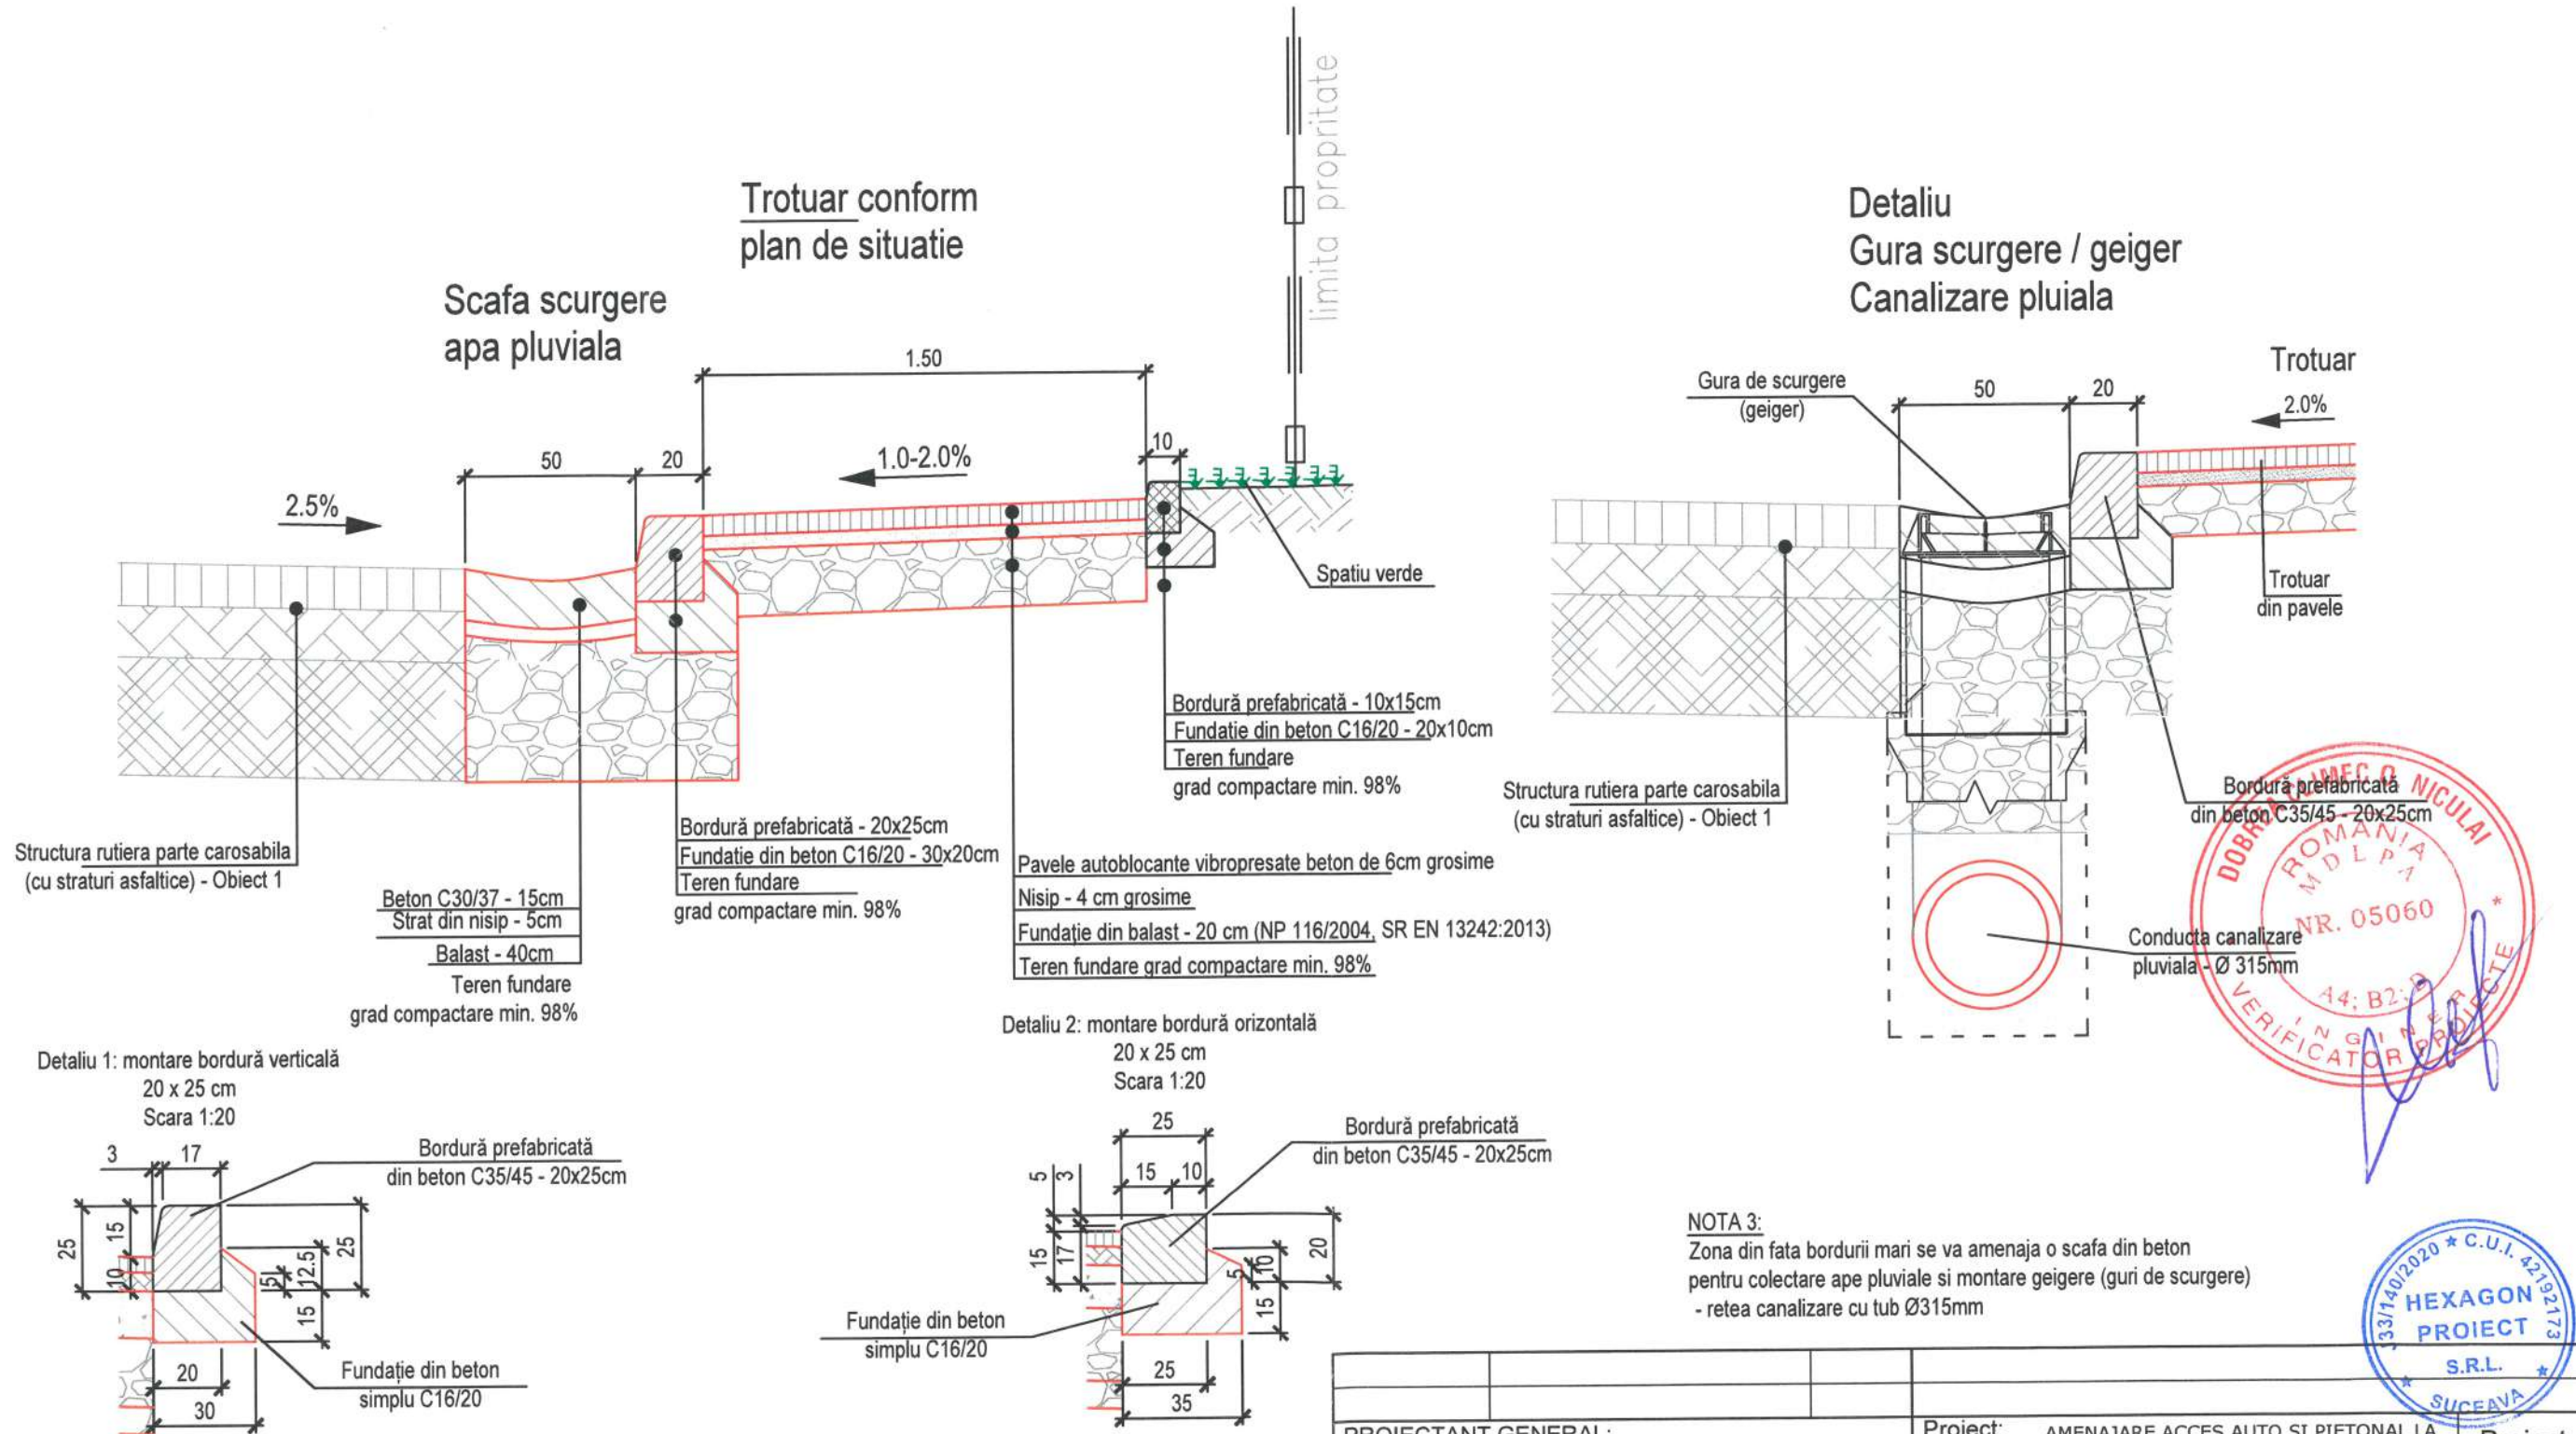 limita propritate
Trotuar conform
plan de situatie
Scafa scurgere
apa pluviala
1.50
50
20
10
2.5%
1.0-2.0%
Spatiu verde
Structura rutiera parte carosabila
(cu straturi asfaltice) - Obiect 1
Beton C30/37 - 15cm
Strat din nisip - 5cm
Balast - 40cm
Teren fundare
grad compactare min. 98%
Bordură prefabricată - 20x25cm
Fundatie din beton C16/20 - 30x20cm
Teren fundare
grad compactare min. 98%
Pavele autoblocante vibropresate beton de 6cm grosime
Nisip - 4 cm grosime
Fundație din balast - 20 cm (NP 116/2004, SR EN 13242:2013)
Teren fundare grad compactare min. 98%
Bordură prefabricată - 10x15cm
Fundatie din beton C16/20 - 20x10cm
Teren fundare
grad compactare min. 98%
Detaliu
Gura scurgere / geiger
Canalizare pluiala
Gura de scurgere
(geiger)
50
20
Trotuar
2.0%
Trotuar
din pavele
Structura rutiera parte carosabila
(cu straturi asfaltice) - Obiect 1
Bordură prefabricată
din beton C35/45 - 20x25cm
Conducta canalizare
pluviala - Ø 315mm
ROMANIA
MDLPA
NR. 05060
A4; B2; D
INGINER
VERIFICATOR PROIECTE
Detaliu 1: montare bordură verticală
20 x 25 cm
Scara 1:20
3
17
Bordură prefabricată
din beton C35/45 - 20x25cm
25
15
10
5
12.5
25
15
20
30
Fundație din beton
simplu C16/20
Detaliu 2: montare bordură orizontală
20 x 25 cm
Scara 1:20
25
15
10
5
3
15
17
20
5
10
15
25
35
Bordură prefabricată
din beton C35/45 - 20x25cm
Fundație din beton
simplu C16/20
NOTA 3:
Zona din fata bordurii mari se va amenaja o scafa din beton
pentru colectare ape pluviale si montare geigere (guri de scurgere)
- retea canalizare cu tub Ø315mm
33/140/2020 * C.U.I. 42192173
HEXAGON
PROIECT
S.R.L.
SUCEAVA
PROIECTANT GENERAL:
Proiect:
AMENAJARE ACCES AUTO SI PIETONAL LA